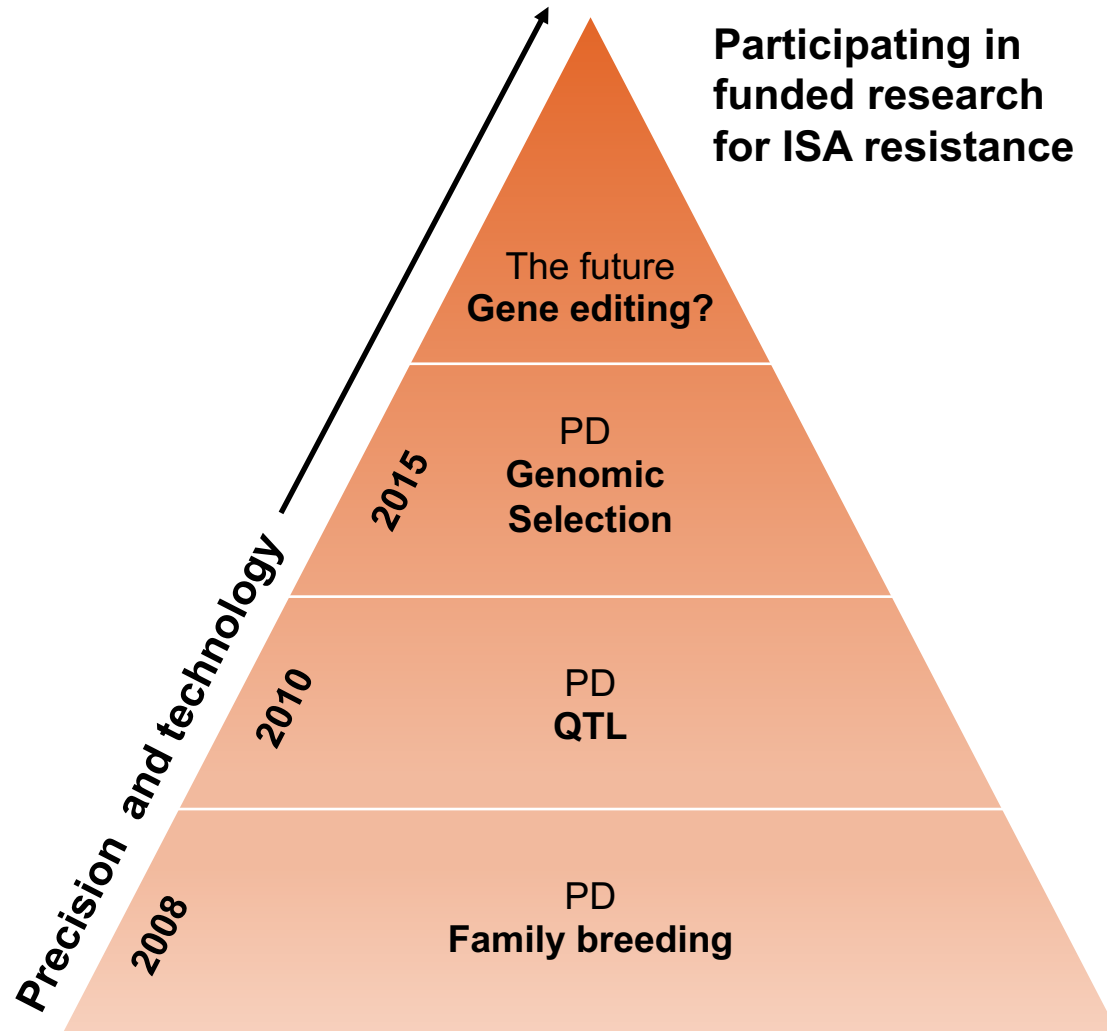 Participating in
funded research
for ISA resistance
The future
Gene editing?
PD
Genomic
Selection
2015
PD
QTL
2010
PD
Family breeding
2008
Precision and technology